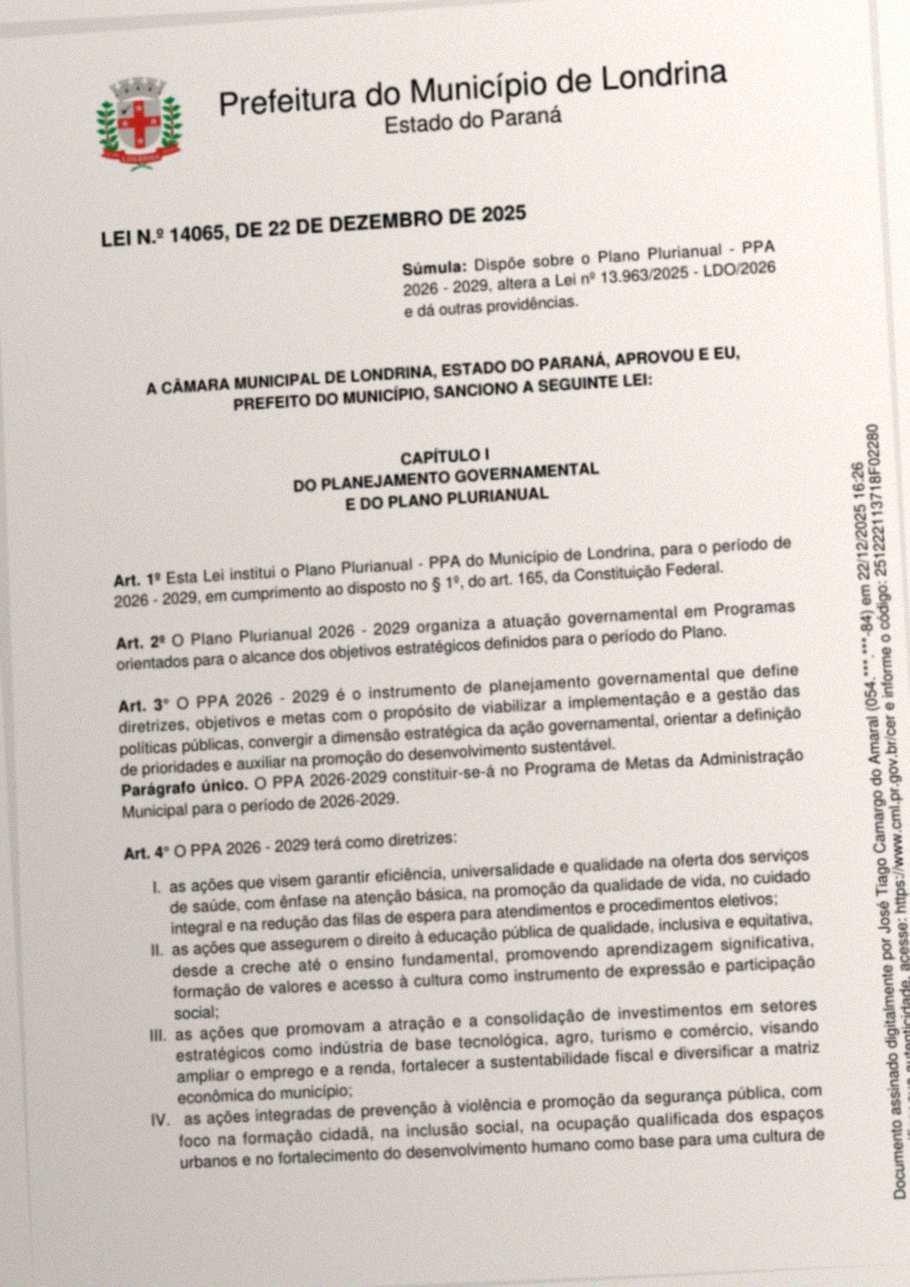 Prefeitura do Município de Londrina
Estado do Paraná
LONDRINA
LEI N.º 14065, DE 22 DE DEZEMBRO DE 2025
Súmula: Dispõe sobre o Plano Plurianual - PPA
2026 - 2029, altera a Lei nº 13.963/2025 - LDO/2026
e dá outras providências.
A CÂMARA MUNICIPAL DE LONDRINA, ESTADO DO PARANÁ, APROVOU E EU,
PREFEITO DO MUNICÍPIO, SANCIONO A SEGUINTE LEI:
CAPÍTULO I
DO PLANEJAMENTO GOVERNAMENTAL
E DO PLANO PLURIANUAL
Art. 1º Esta Lei institui o Plano Plurianual - PPA do Município de Londrina, para o período de
2026 - 2029, em cumprimento ao disposto no § 1º, do art. 165, da Constituição Federal.
Art. 2º O Plano Plurianual 2026 - 2029 organiza a atuação governamental em Programas
orientados para o alcance dos objetivos estratégicos definidos para o período do Plano.
Art. 3° O PPA 2026 - 2029 é o instrumento de planejamento governamental que define
diretrizes, objetivos e metas com o propósito de viabilizar a implementação e a gestão das
políticas públicas, convergir a dimensão estratégica da ação governamental, orientar a definição
de prioridades e auxiliar na promoção do desenvolvimento sustentável.
Parágrafo único. O PPA 2026-2029 constituir-se-á no Programa de Metas da Administração
Municipal para o período de 2026-2029.
Art. 4° O PPA 2026 - 2029 terá como diretrizes:
I. as ações que visem garantir eficiência, universalidade e qualidade na oferta dos serviços
de saúde, com ênfase na atenção básica, na promoção da qualidade de vida, no cuidado
integral e na redução das filas de espera para atendimentos e procedimentos eletivos;
II. as ações que assegurem o direito à educação pública de qualidade, inclusiva e equitativa,
desde a creche até o ensino fundamental, promovendo aprendizagem significativa,
formação de valores e acesso à cultura como instrumento de expressão e participação
social;
III. as ações que promovam a atração e a consolidação de investimentos em setores
estratégicos como indústria de base tecnológica, agro, turismo e comércio, visando
ampliar o emprego e a renda, fortalecer a sustentabilidade fiscal e diversificar a matriz
econômica do município;
IV. as ações integradas de prevenção à violência e promoção da segurança pública, com
foco na formação cidadã, na inclusão social, na ocupação qualificada dos espaços
urbanos e no fortalecimento do desenvolvimento humano como base para uma cultura de
Documento assinado digitalmente por José Tiago Camargo do Amaral (054.***.***-84) em 22/12/2025 16:26
sua autenticidade, acesse: https://www.cml.pr.gov.br/cer e informe o código: 251222113718F02280